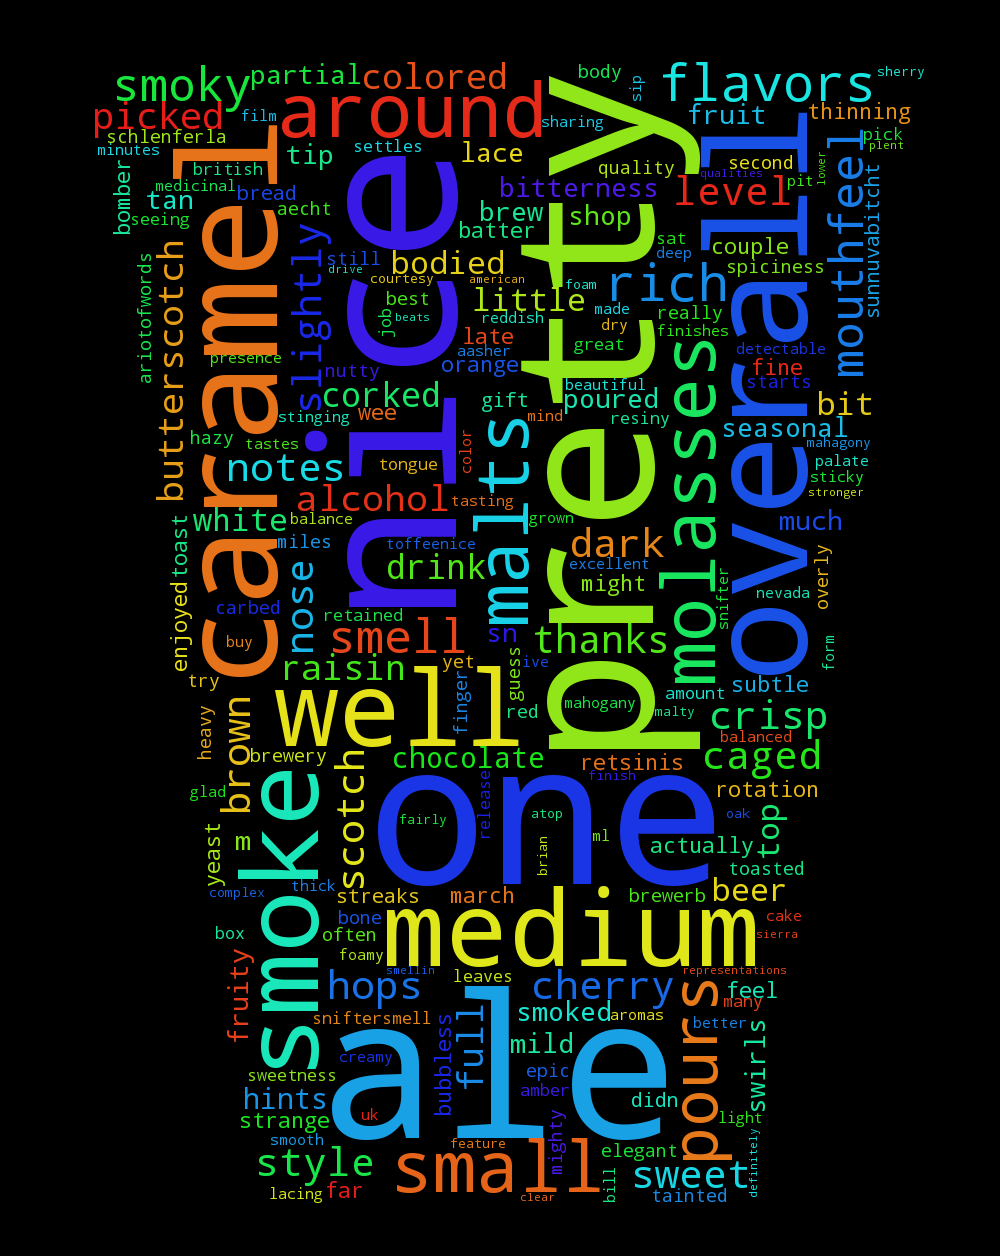 smoky
partial
colored
around
pretty
body
sip
flavors
sherry
picked
film
sharing
fruit
thinning
schlenferla
caramel
tip
settles
lace
nice
quality
second
overall
mouthfeel
pick
plent
minutes
british
medicinal
bread
bitterness
level
qualities
pit
lower
bomber
tan
seeing
aecht
brew
batter
shop
sat
deep
couple
spiciness
sunnuvabitcht
ariotofwords
butterscotch
slightly
still
drive
bodied
courtesy
american
foam
little
rich
best
job
beats
reddish
made
dry
really
finishes
presence
nutty
late
aasher
orange
great
detectable
fine
starts
corked
wee
gift
beautiful
poured
resiny
mind
molasses
bit
seasonal
mahagony
stinging
hazy
tastes
notes
tongue
color
malts
palate
sticky
stronger
alcohol
tasting
white
balance
grown
much
toast
miles
toffeenice
drink
dark
excellent
might
snifter
nevada
overly
enjoyed
carbed
nose
retained
buy
smell
sn
thanks
form
try
raisin
yet
ive
guess
finger
amount
subtle
well
red
mahogany
malty
crisp
balanced
heavy
brown
brewery
scotch
chocolate
retsinis
finish
caged
glad
smoke
one
release
rotation
fairly
atop
oak
top
yeast
m
brian
ml
actually
toasted
complex
thick
streaks
march
brewerb
beer
bone
medium
cake
sierra
box
often
foamy
smellin
leaves
representations
fruity
hops
cherry
pours
feel
many
sniftersmell
full
smoked
aromas
better
swirls
bubbless
ale
mild
creamy
sweetness
epic
amber
hints
didn
uk
light
strange
smooth
feature
mighty
elegant
definitely
style
small
sweet
lacing
far
clear
bill
tainted